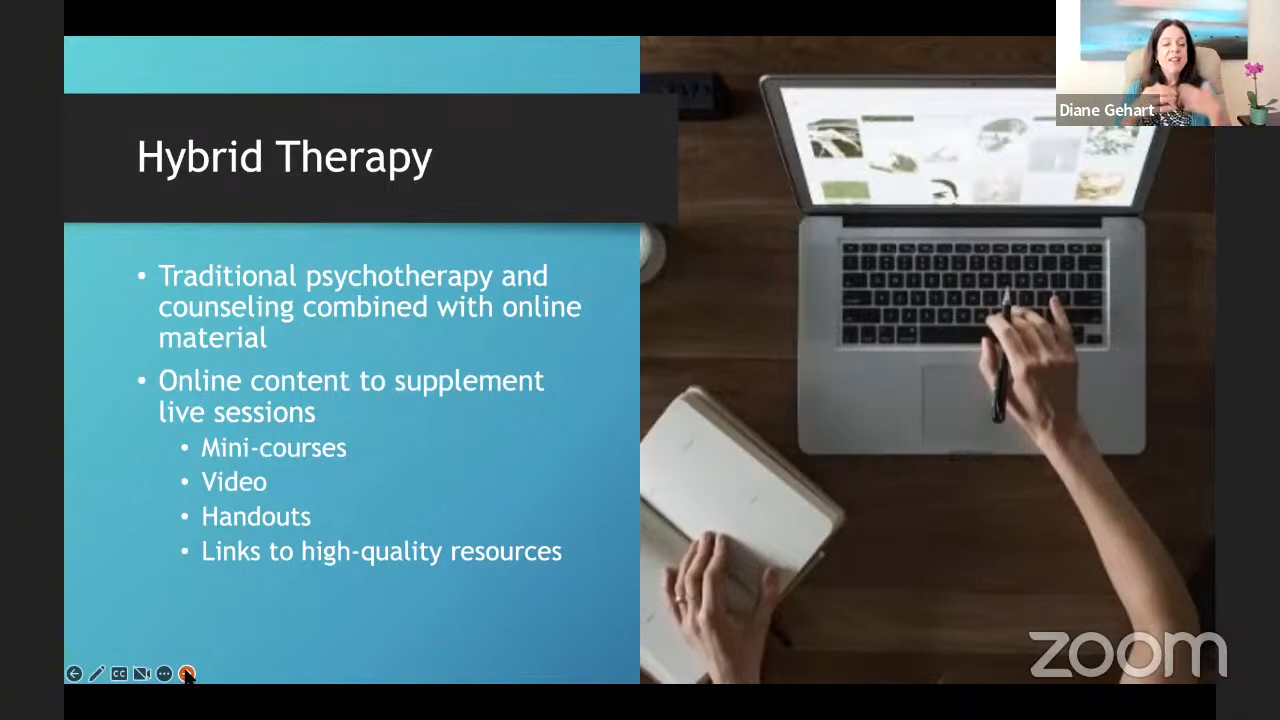 Diane Gehart
Hybrid Therapy
• Traditional psychotherapy and
counseling combined with online
material
• Online content to supplement
live sessions
• Mini-courses
• Video
• Handouts
• Links to high-quality resources
CC
zoom